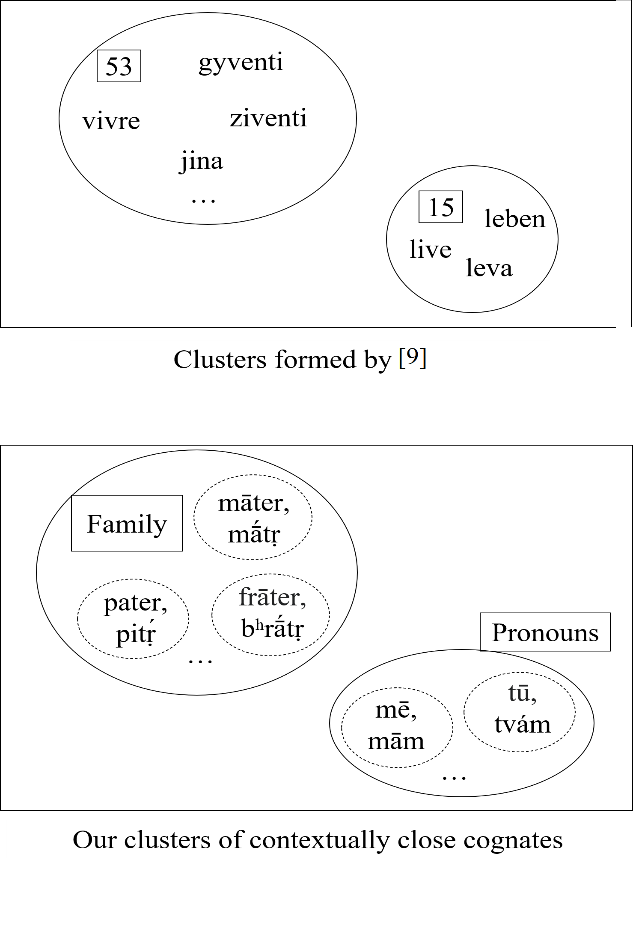 53
gyventi
vivre
ziventi
jina
...
15
leben
live
leva
Clusters formed by [9]
Family
māter,
mā́tṛ
pater,
pitṛ́
frāter,
bʰrā́tṛ
...
Pronouns
mē,
mām
tū,
tvám
...
Our clusters of contextually close cognates